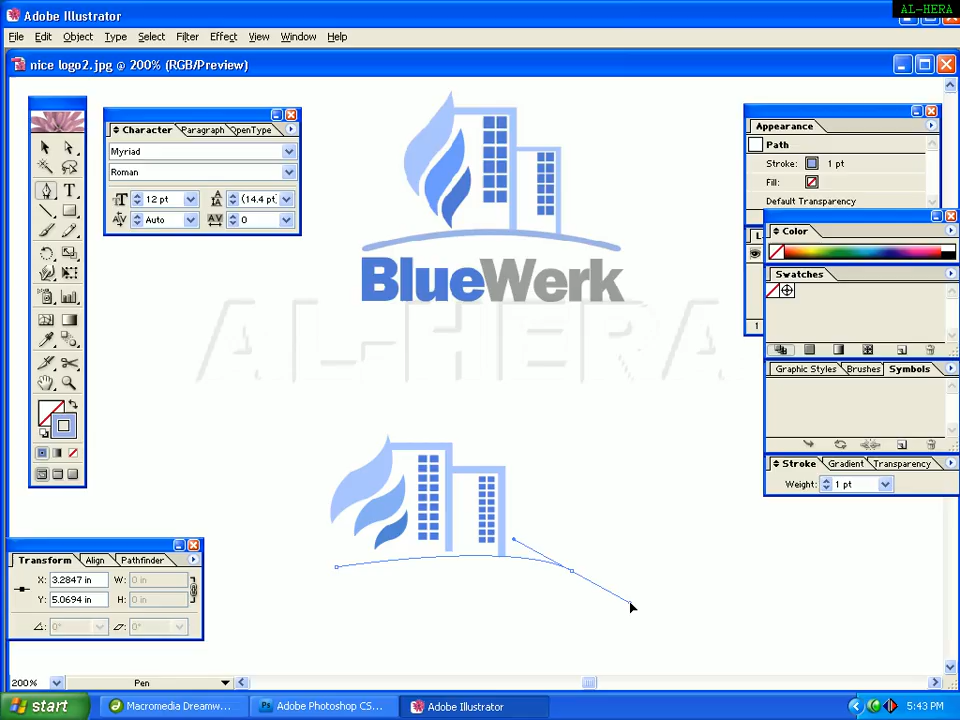 AL-HERA
Adobe Illustrator
File Edit Object Type Select Filter Effect View Window Help
nice logo2.jpg @ 200% (RGB/Preview)
Character Paragraph OpenType
Myriad
Roman
12 pt (14.4 pt)
Auto 0
Appearance
Path
Stroke: 1 pt
Fill:
Default Transparency
Color
Swatches
1
Graphic Styles Brushes Symbols
Stroke Gradient Transparency
Weight: 1 pt
BlueWerk
AL-HERA
Transform Align Pathfinder
X: 3.2847 in W: 0 in
Y: 5.0694 in H: 0 in
0° 0°
200% Pen
start Macromedia Dreamw... Adobe Photoshop CS... Adobe Illustrator 5:43 PM